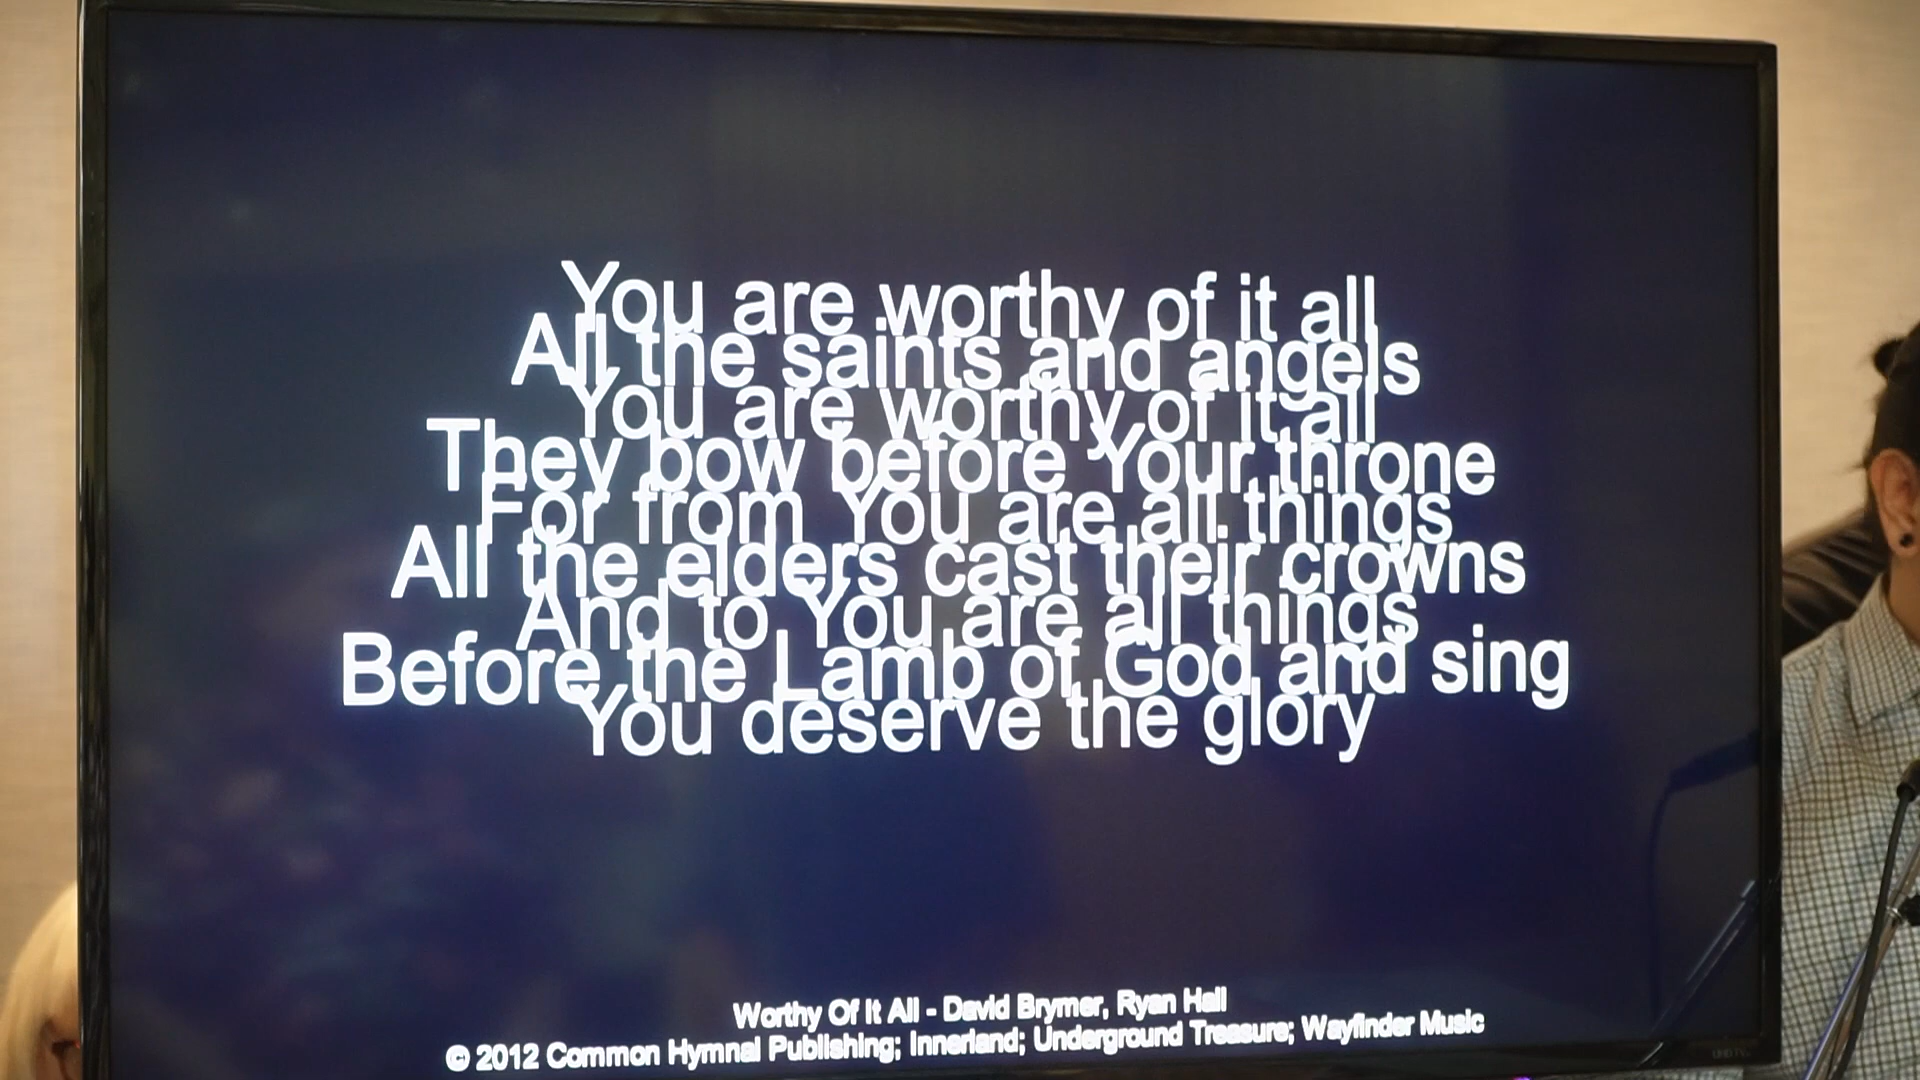 You are worthy of it all
All the saints and angels
You are worthy of it all
They bow before Your throne
For from You are all things
All the elders cast their crowns
And to You are all things
Before the Lamb of God and sing
You deserve the glory
Worthy Of It All - David Brymer, Ryan Hall
© 2012 Common Hymnal Publishing; Innerland; Underground Treasure; Wayfinder Music